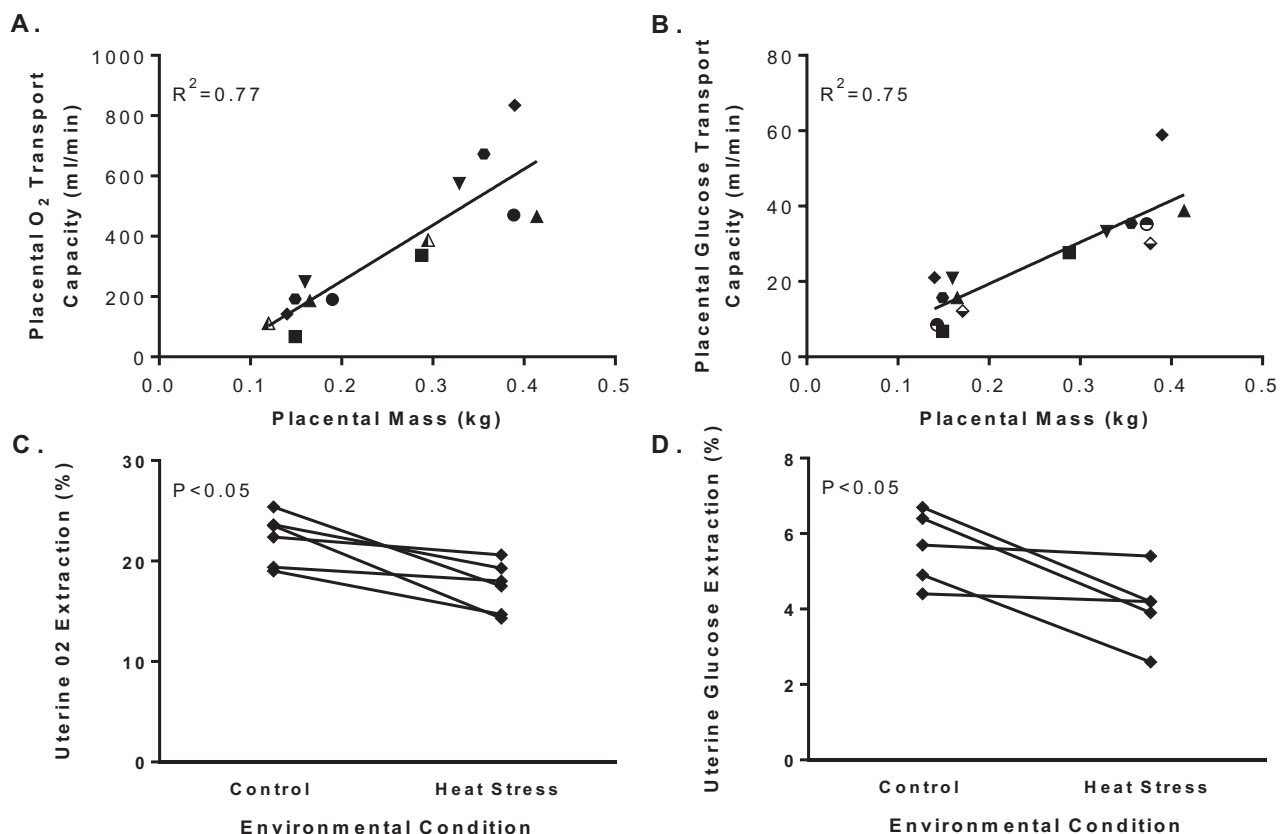 A.
Placental O2 Transport
Capacity (ml/min)
1000
800
600
400
200
0
R2=0.77
0.0 0.1 0.2 0.3 0.4 0.5
Placental Mass (kg)
B.
Placental Glucose Transport
Capacity (ml/min)
80
60
40
20
0
R2=0.75
0.0 0.1 0.2 0.3 0.4 0.5
Placental Mass (kg)
C.
Uterine 02 Extraction (%)
30
20
10
0
P<0.05
Control Heat Stress
Environmental Condition
D.
Uterine Glucose Extraction (%)
8
6
4
2
0
P<0.05
Control Heat Stress
Environmental Condition